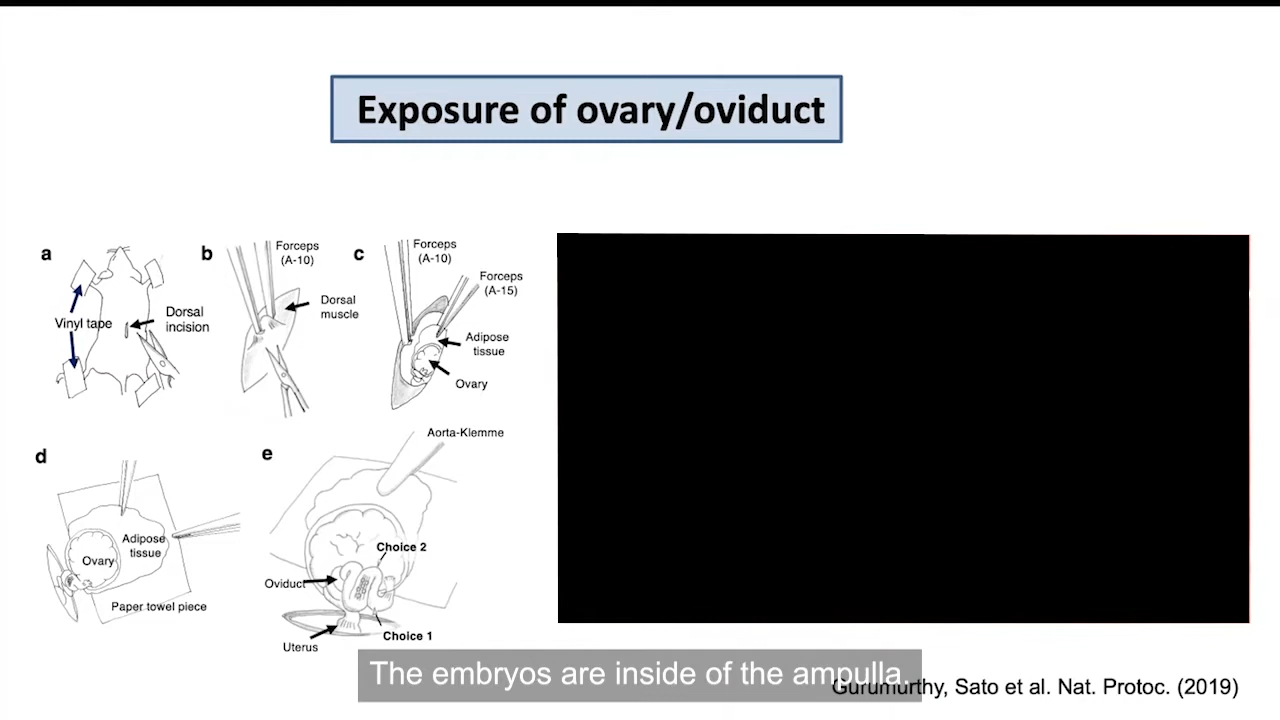 Exposure of ovary/oviduct
a
Vinyl tape
Dorsal
incision
b
Forceps
(A-10)
Dorsal
muscle
c
Forceps
(A-10)
Forceps
(A-15)
Adipose
tissue
Ovary
d
Ovary
Adipose
tissue
Paper towel piece
e
Aorta-Klemme
Choice 2
Oviduct
Uterus
Choice 1
The embryos are inside of the ampulla.
Gurumurthy, Sato et al. Nat. Protoc. (2019)